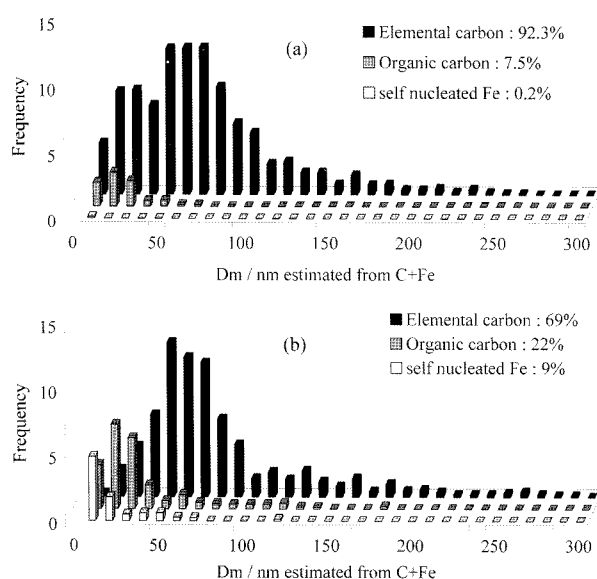 15
(a)
Elemental carbon : 92.3%
Organic carbon : 7.5%
self nucleated Fe : 0.2%
10
Frequency
5
0
0 50 100 150 200 250 300
Dm / nm estimated from C+Fe
15
(b)
Elemental carbon : 69%
Organic carbon : 22%
self nucleated Fe : 9%
10
Frequency
5
0
0 50 100 150 200 250 300
Dm / nm estimated from C+Fe